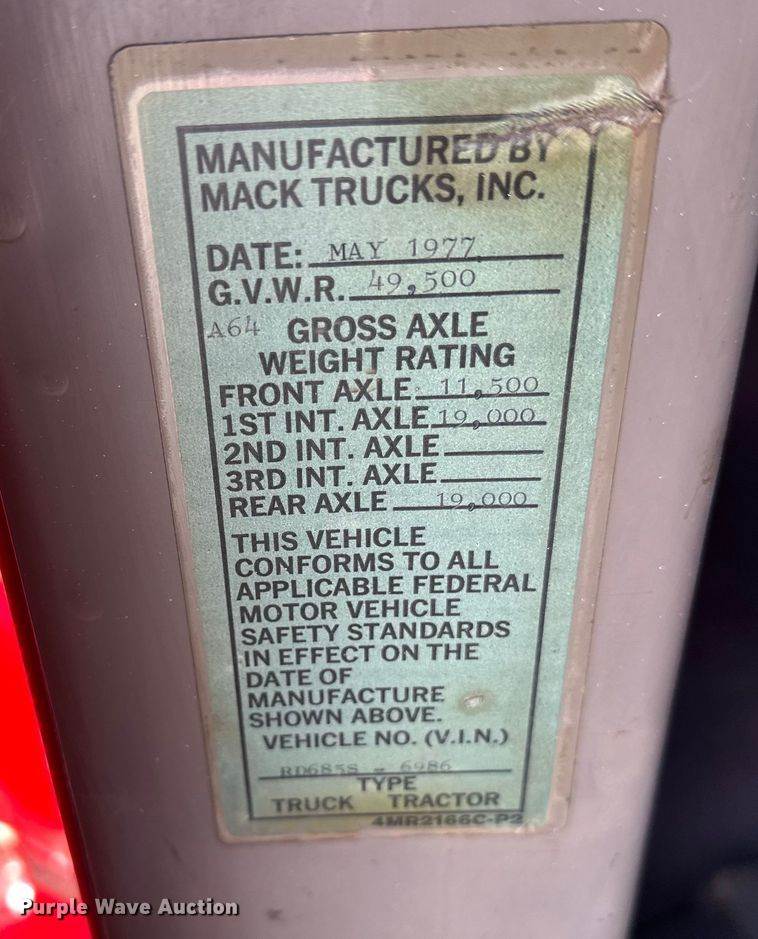 MANUFACTURED BY
MACK TRUCKS, INC.
DATE: MAY 1977
G.V.W.R. 49,500
A64 GROSS AXLE
WEIGHT RATING
FRONT AXLE 11,500
1ST INT. AXLE 19,000
2ND INT. AXLE
3RD INT. AXLE
REAR AXLE 19,000
THIS VEHICLE
CONFORMS TO ALL
APPLICABLE FEDERAL
MOTOR VEHICLE
SAFETY STANDARDS
IN EFFECT ON THE
DATE OF
MANUFACTURE
SHOWN ABOVE.
VEHICLE NO. (V.I.N.)
RD685S - 6986
TYPE
TRUCK TRACTOR
4MR2166C-P2
Purple Wave Auction